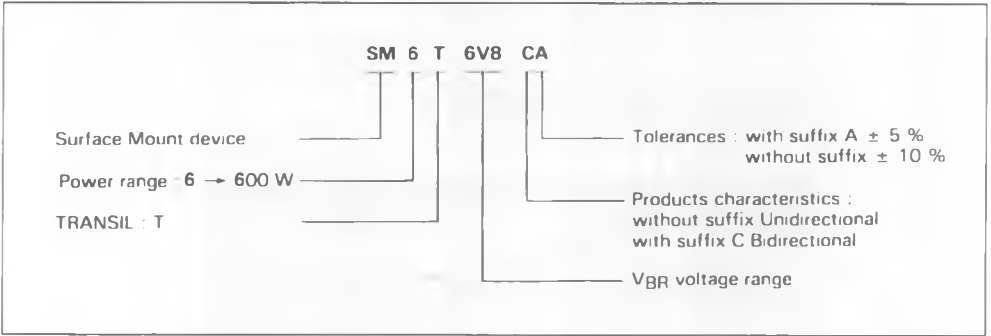 SM 6 T 6V8 CA
Surface Mount device
Power range 6 → 600 W
TRANSIL : T
Tolerances : with suffix A ± 5 %
without suffix ± 10 %
Products characteristics :
without suffix Unidirectional
with suffix C Bidirectional
VBR voltage range